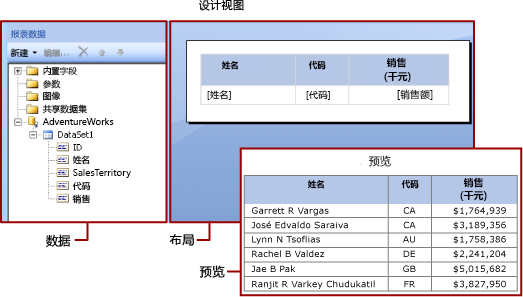 设计视图
报表数据
新建 编辑...
内置字段
参数
图像
共享数据集
AdventureWorks
DataSet1
ID
姓名
SalesTerritory
代码
销售
姓名 代码 销售
(千元)
[姓名] [代码] [销售额]
数据
布局
预览
预览
姓名 代码 销售
(千元)
Garrett R Vargas CA $1,764,939
José Edvaldo Saraiva CA $3,189,356
Lynn N Tsoflias AU $1,758,386
Rachel B Valdez DE $2,241,204
Jae B Pak GB $5,015,682
Ranjit R Varkey Chudukatil FR $3,827,950